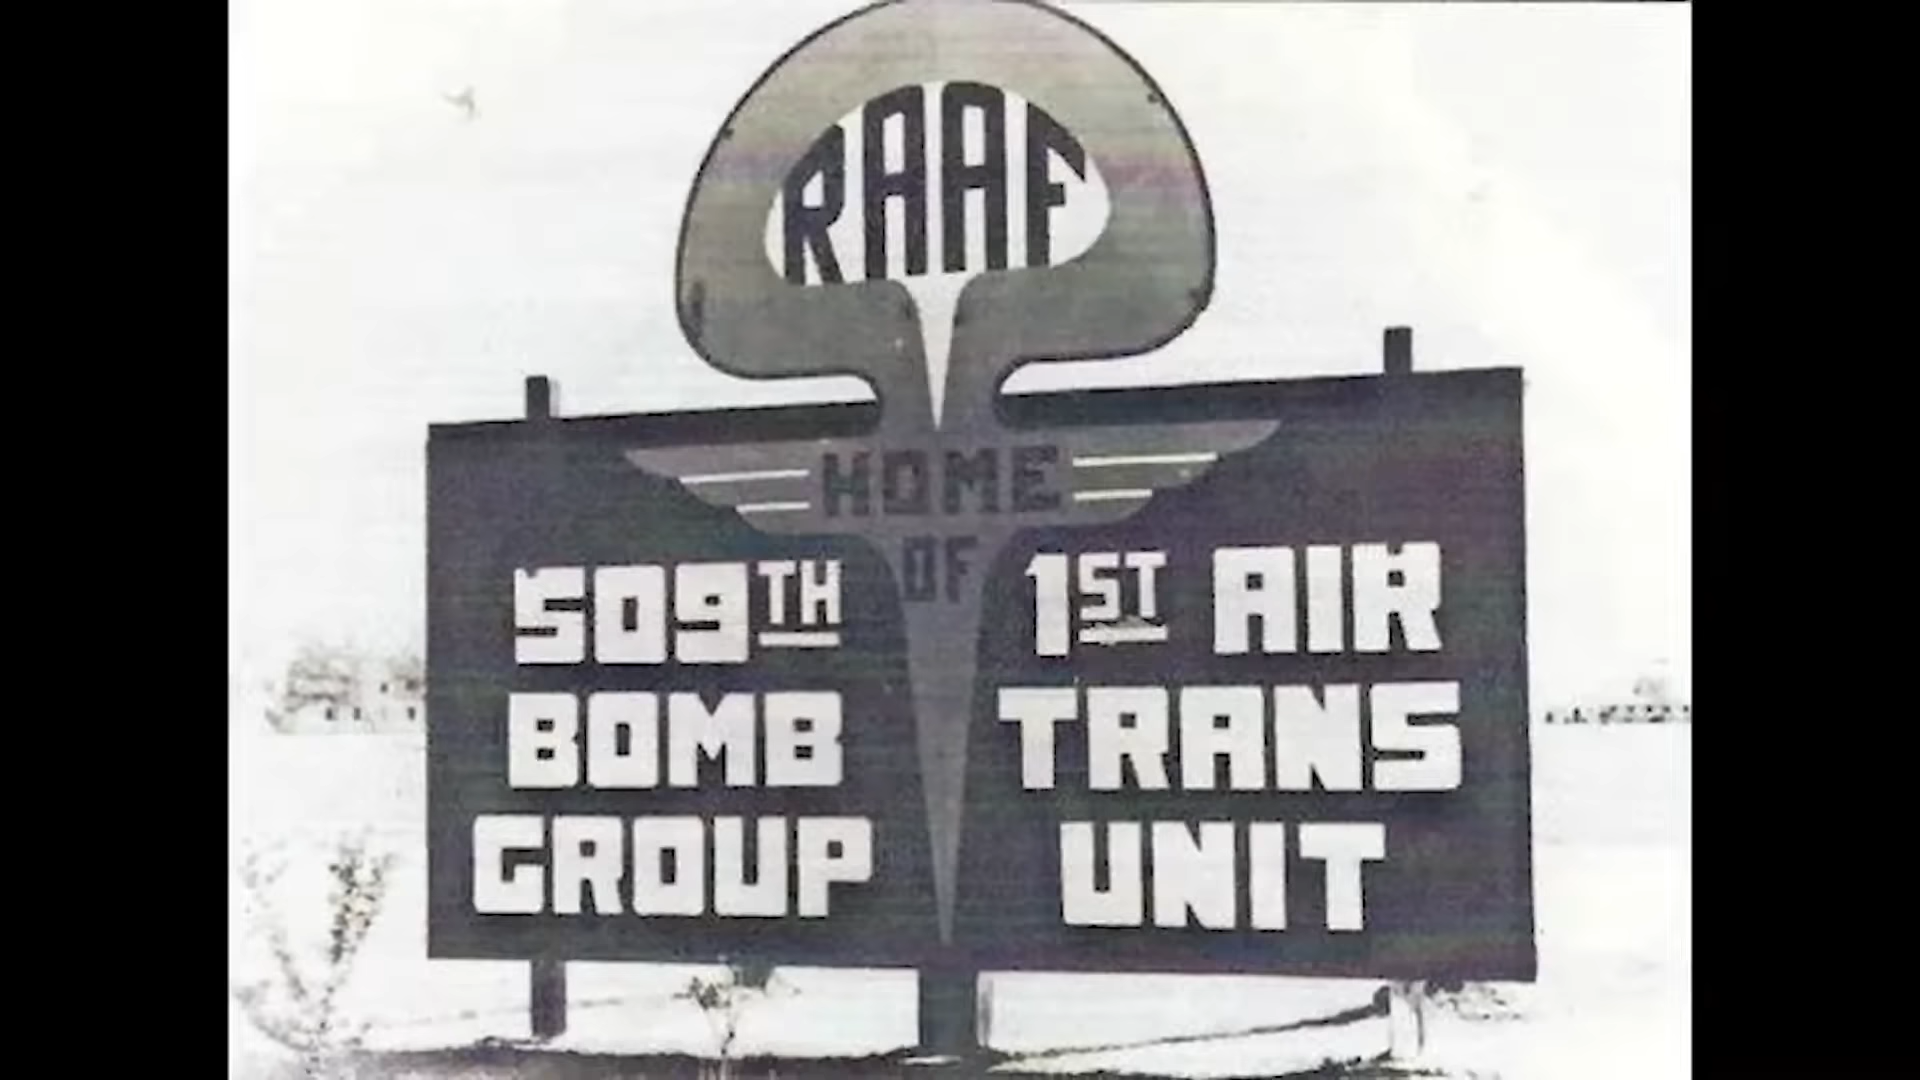 RAAF
HOME
OF
509TH
BOMB
GROUP
1ST AIR
TRANS
UNIT